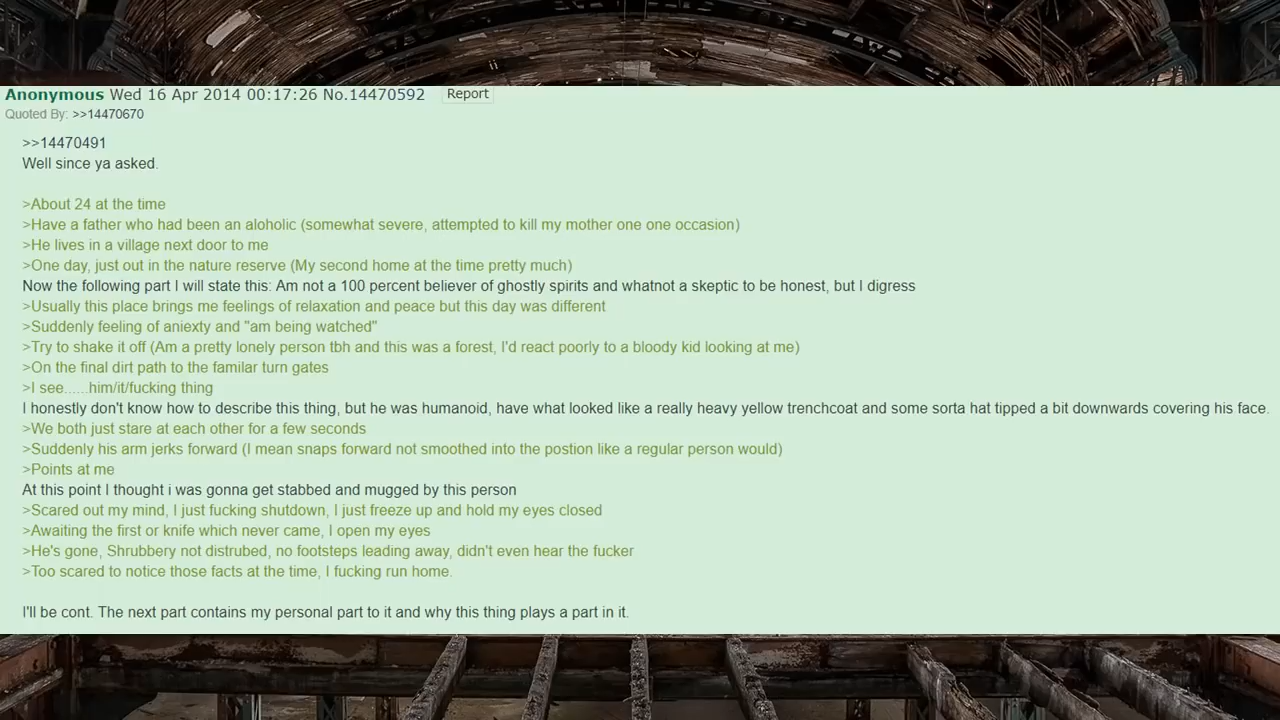 Anonymous Wed 16 Apr 2014 00:17:26 No.14470592 Report
Quoted By: >>14470670
>>14470491
Well since ya asked.
>About 24 at the time
>Have a father who had been an aloholic (somewhat severe, attempted to kill my mother one one occasion)
>He lives in a village next door to me
>One day, just out in the nature reserve (My second home at the time pretty much)
Now the following part I will state this: Am not a 100 percent believer of ghostly spirits and whatnot a skeptic to be honest, but I digress
>Usually this place brings me feelings of relaxation and peace but this day was different
>Suddenly feeling of aniexty and "am being watched"
>Try to shake it off (Am a pretty lonely person tbh and this was a forest, I'd react poorly to a bloody kid looking at me)
>On the final dirt path to the familar turn gates
>I see......him/it/fucking thing
I honestly don't know how to describe this thing, but he was humanoid, have what looked like a really heavy yellow trenchcoat and some sorta hat tipped a bit downwards covering his face.
>We both just stare at each other for a few seconds
>Suddenly his arm jerks forward (I mean snaps forward not smoothed into the postion like a regular person would)
>Points at me
At this point I thought i was gonna get stabbed and mugged by this person
>Scared out my mind, I just fucking shutdown, I just freeze up and hold my eyes closed
>Awaiting the first or knife which never came, I open my eyes
>He's gone, Shrubbery not distrubed, no footsteps leading away, didn't even hear the fucker
>Too scared to notice those facts at the time, I fucking run home.
I'll be cont. The next part contains my personal part to it and why this thing plays a part in it.